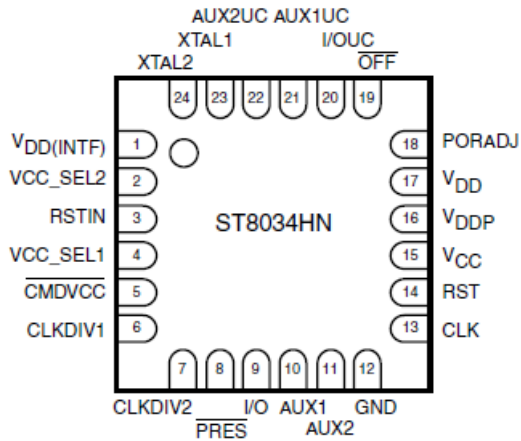 AUX2UC AUX1UC
XTAL1 I/OUC
XTAL2 OFF
24 23 22 21 20 19
VDD(INTF) 1 18 PORADJ
VCC_SEL2 2 17 VDD
RSTIN 3 ST8034HN 16 VDDP
VCC_SEL1 4 15 VCC
CMDVCC 5 14 RST
CLKDIV1 6 13 CLK
7 8 9 10 11 12
CLKDIV2 I/O AUX1 GND
PRES AUX2